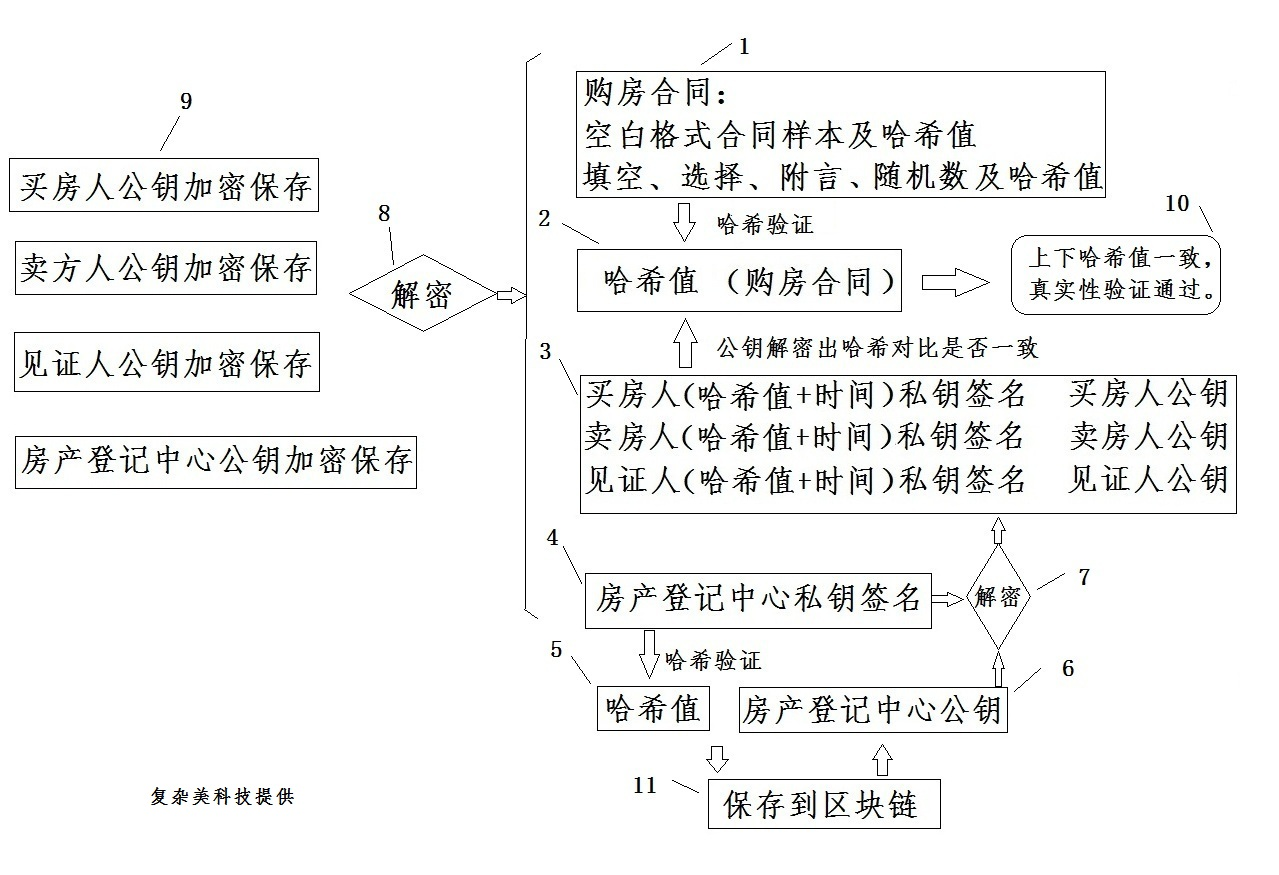 1
购房合同：
空白格式合同样本及哈希值
填空、选择、附言、随机数及哈希值
9
买房人公钥加密保存
卖方人公钥加密保存
见证人公钥加密保存
房产登记中心公钥加密保存
8
解密
哈希验证
2
哈希值（购房合同）
10
上下哈希值一致，
真实性验证通过。
公钥解密出哈希对比是否一致
3
买房人(哈希值+时间)私钥签名 买房人公钥
卖房人(哈希值+时间)私钥签名 卖房人公钥
见证人(哈希值+时间)私钥签名 见证人公钥
4
房产登记中心私钥签名
解密
7
哈希验证
5
哈希值
房产登记中心公钥
6
11
保存到区块链
复杂美科技提供